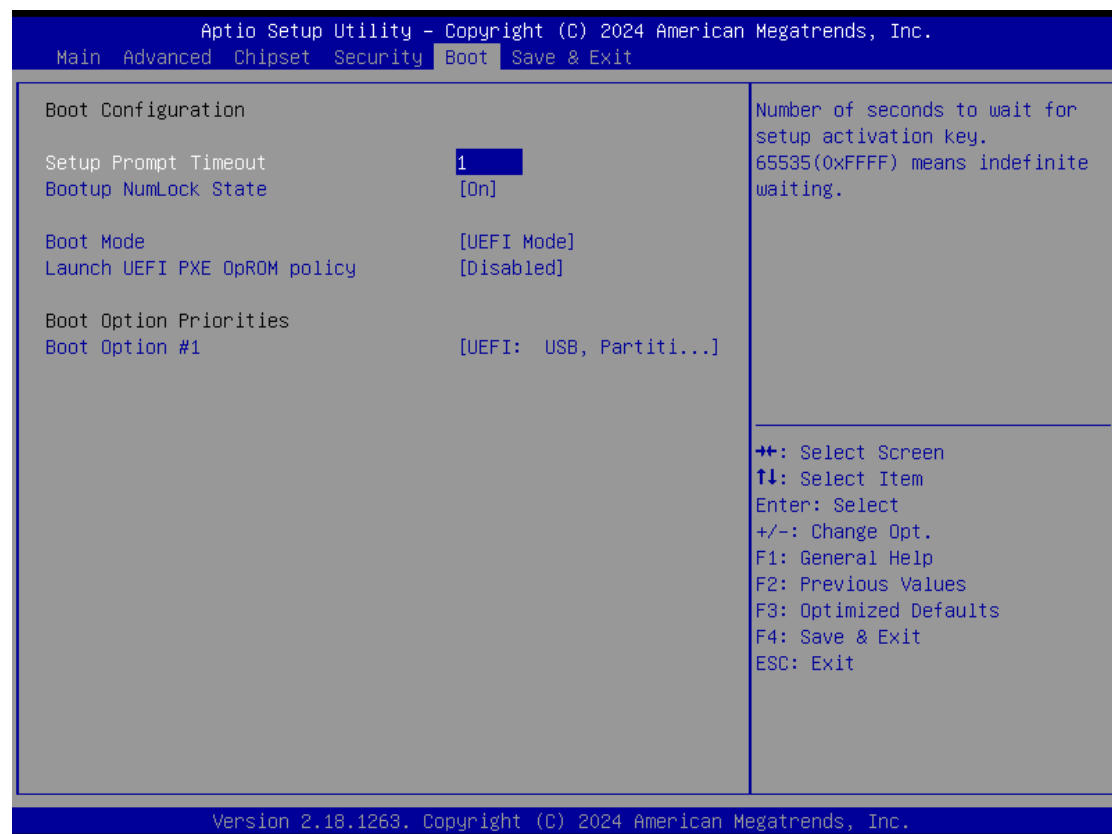 Aptio Setup Utility – Copyright (C) 2024 American Megatrends, Inc.
Main Advanced Chipset Security Boot Save & Exit
Boot Configuration
Setup Prompt Timeout 1
Bootup NumLock State [On]
Boot Mode [UEFI Mode]
Launch UEFI PXE OpROM policy [Disabled]
Boot Option Priorities
Boot Option #1 [UEFI: USB, Partiti...]
Number of seconds to wait for
setup activation key.
65535(0xFFFF) means indefinite
waiting.
→←: Select Screen
↑↓: Select Item
Enter: Select
+/-: Change Opt.
F1: General Help
F2: Previous Values
F3: Optimized Defaults
F4: Save & Exit
ESC: Exit
Version 2.18.1263. Copyright (C) 2024 American Megatrends, Inc.